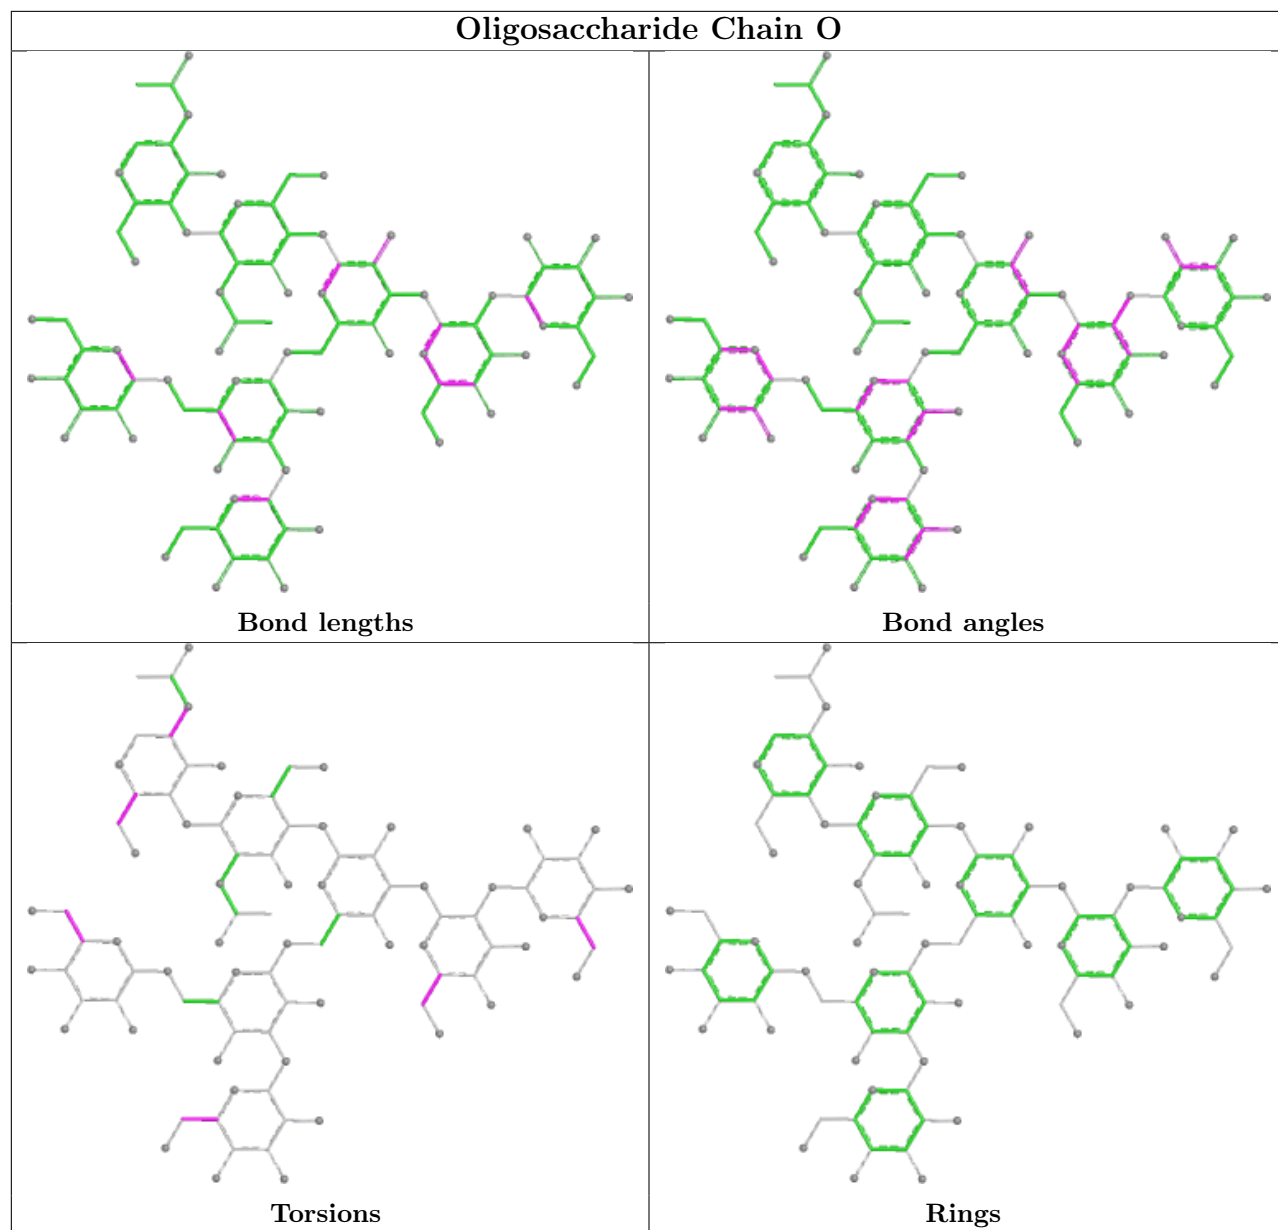 Oligosaccharide Chain O
Bond lengths
Bond angles
Torsions
Rings